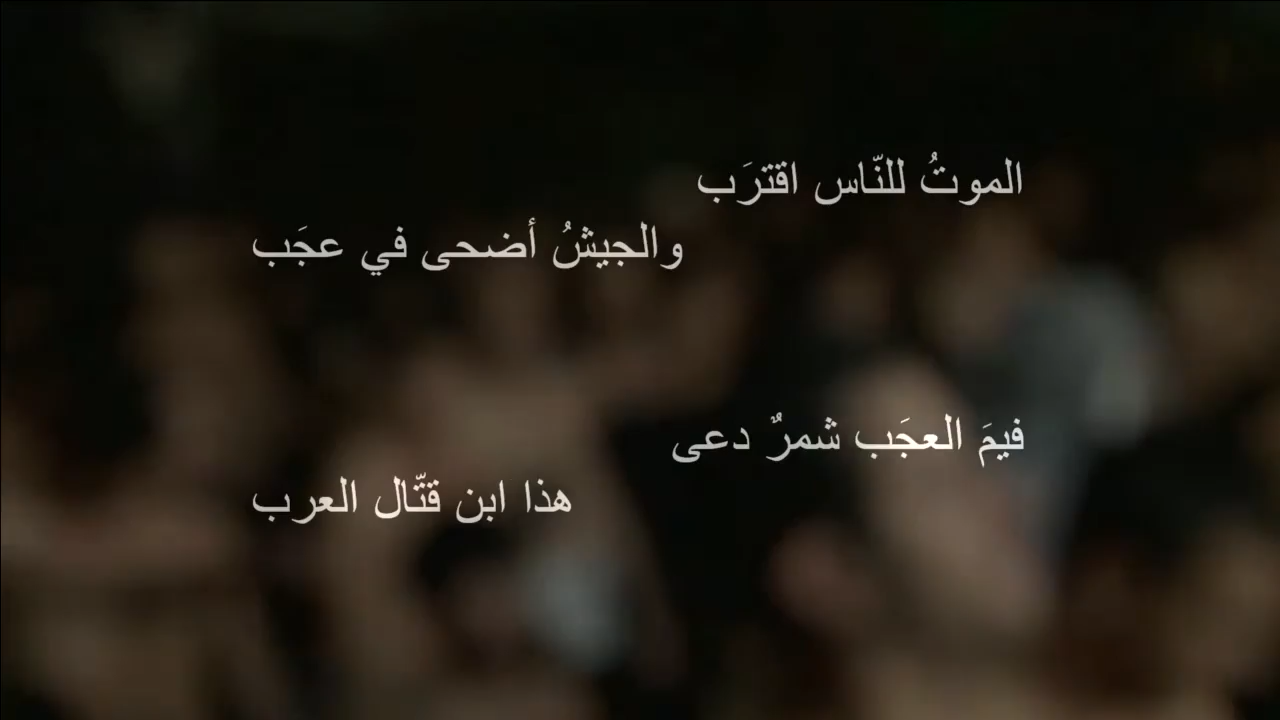 الموتُ للنّاس اقترَب
والجيشُ أضحى في عجَب
فيمَ العجَب شمرٌ دعى
هذا ابن قتّال العرب